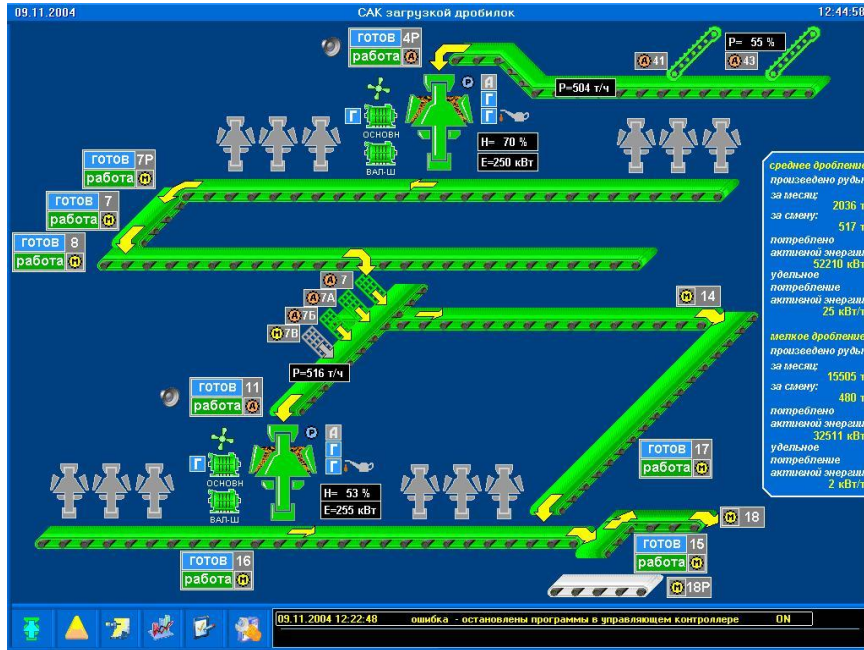 09.11.2004 САК загрузкой дробилок 12:44:58
готов 4Р
работа А
А 41
P= 55 %
А 43
P=504 т/ч
Р А
Г
Г
Г
ОСНОВН
ВАЛ-Ш
H= 70 %
E=250 кВт
готов 7Р
работа М
готов 7
работа М
готов 8
работа М
А 7
А 7А
А 7Б
М 7В
P=516 т/ч
М 14
среднее дробление
произведено руды
за месяц:
2036 т
за смену:
517 т
потреблено
активной энергии
52210 кВт
удельное
потребление
активной энергии
25 кВт/т
мелкое дробление
произведено руды
за месяц:
15505 т
за смену:
480 т
потреблено
активной энергии
32511 кВт
удельное
потребление
активной энергии
2 кВт/т
готов 11
работа А
Р А
Г
Г
Г
ОСНОВН
ВАЛ-Ш
H= 53 %
E=255 кВт
готов 17
работа М
М 18
готов 15
работа М
готов 16
работа М
М 18Р
09.11.2004 12:22:48 ошибка - остановлены программы в управляющем контроллере ON